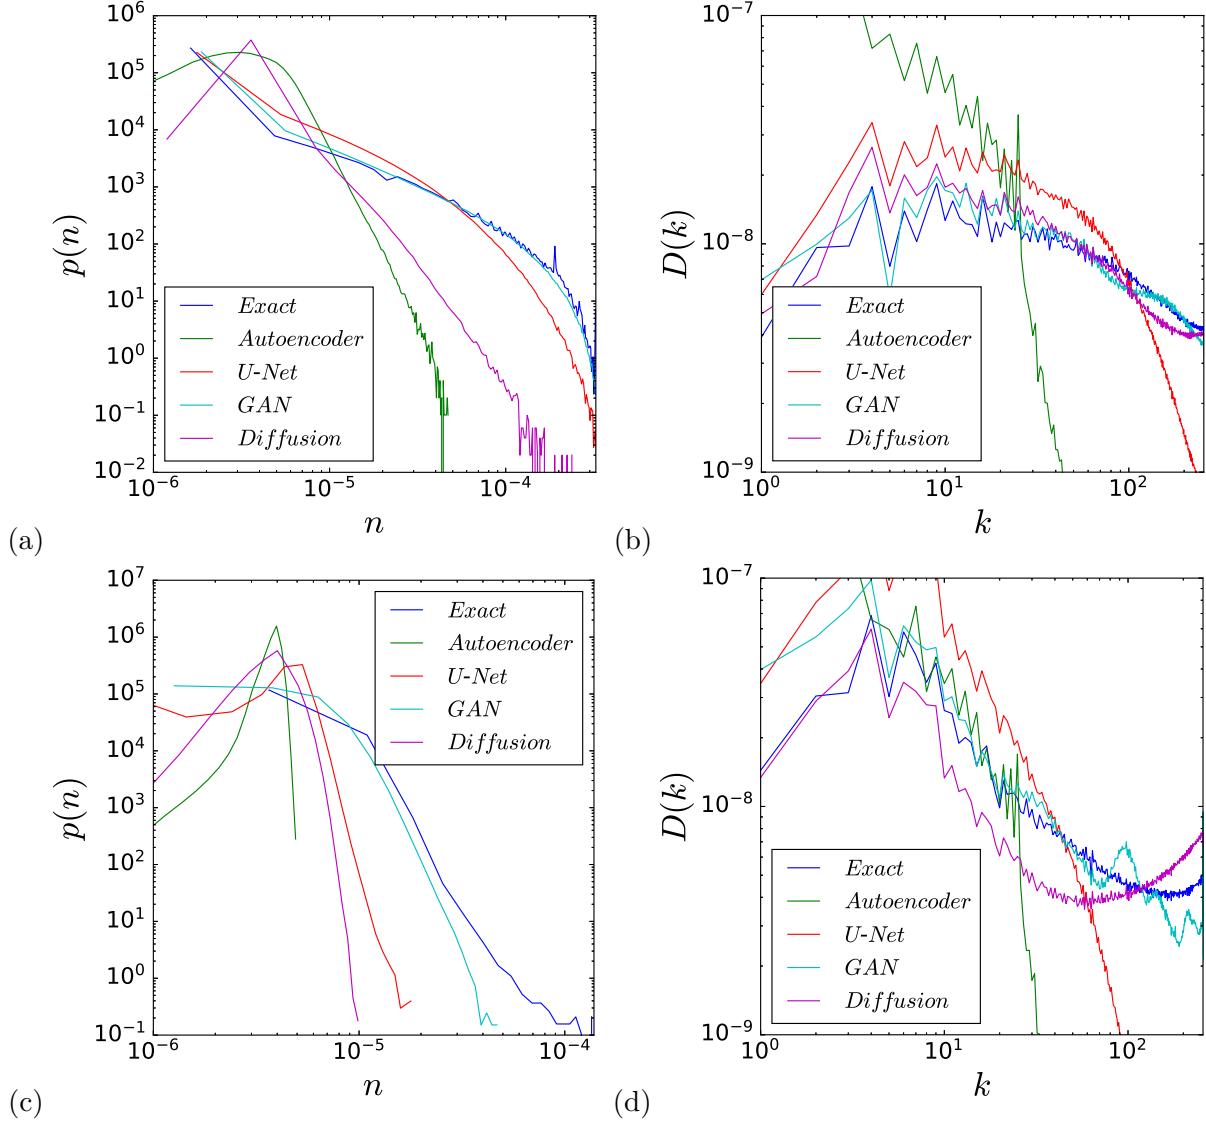 10^6
10^5
10^4
10^3
10^2
10^1
10^0
10^{-1}
10^{-2}
p(n)
Exact
Autoencoder
U-Net
GAN
Diffusion
10^{-6} 10^{-5} 10^{-4}
n
(a)
10^{-7}
10^{-8}
10^{-9}
D(k)
Exact
Autoencoder
U-Net
GAN
Diffusion
10^0 10^1 10^2
k
(b)
10^7
10^6
10^5
10^4
10^3
10^2
10^1
10^0
10^{-1}
p(n)
Exact
Autoencoder
U-Net
GAN
Diffusion
10^{-6} 10^{-5} 10^{-4}
n
(c)
10^{-7}
10^{-8}
10^{-9}
D(k)
Exact
Autoencoder
U-Net
GAN
Diffusion
10^0 10^1 10^2
k
(d)